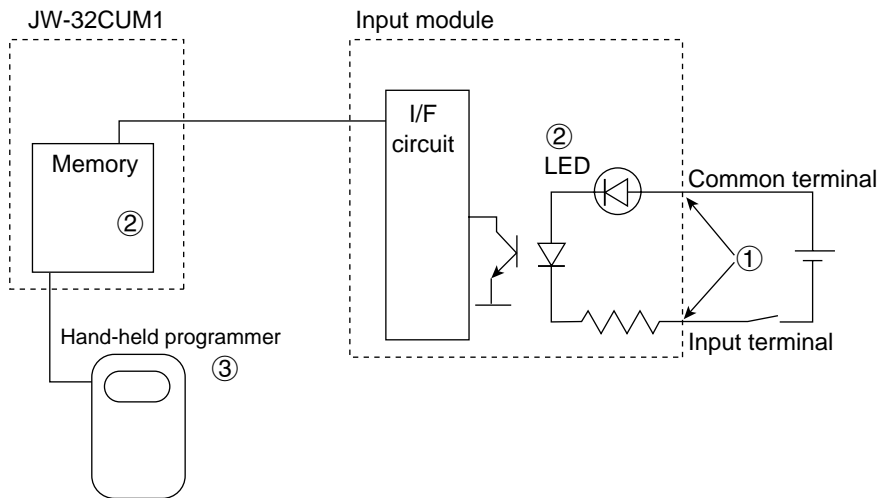 JW-32CUM1
Input module
I/F
circuit
②
LED
Memory
②
Common terminal
①
Input terminal
Hand-held programmer
③